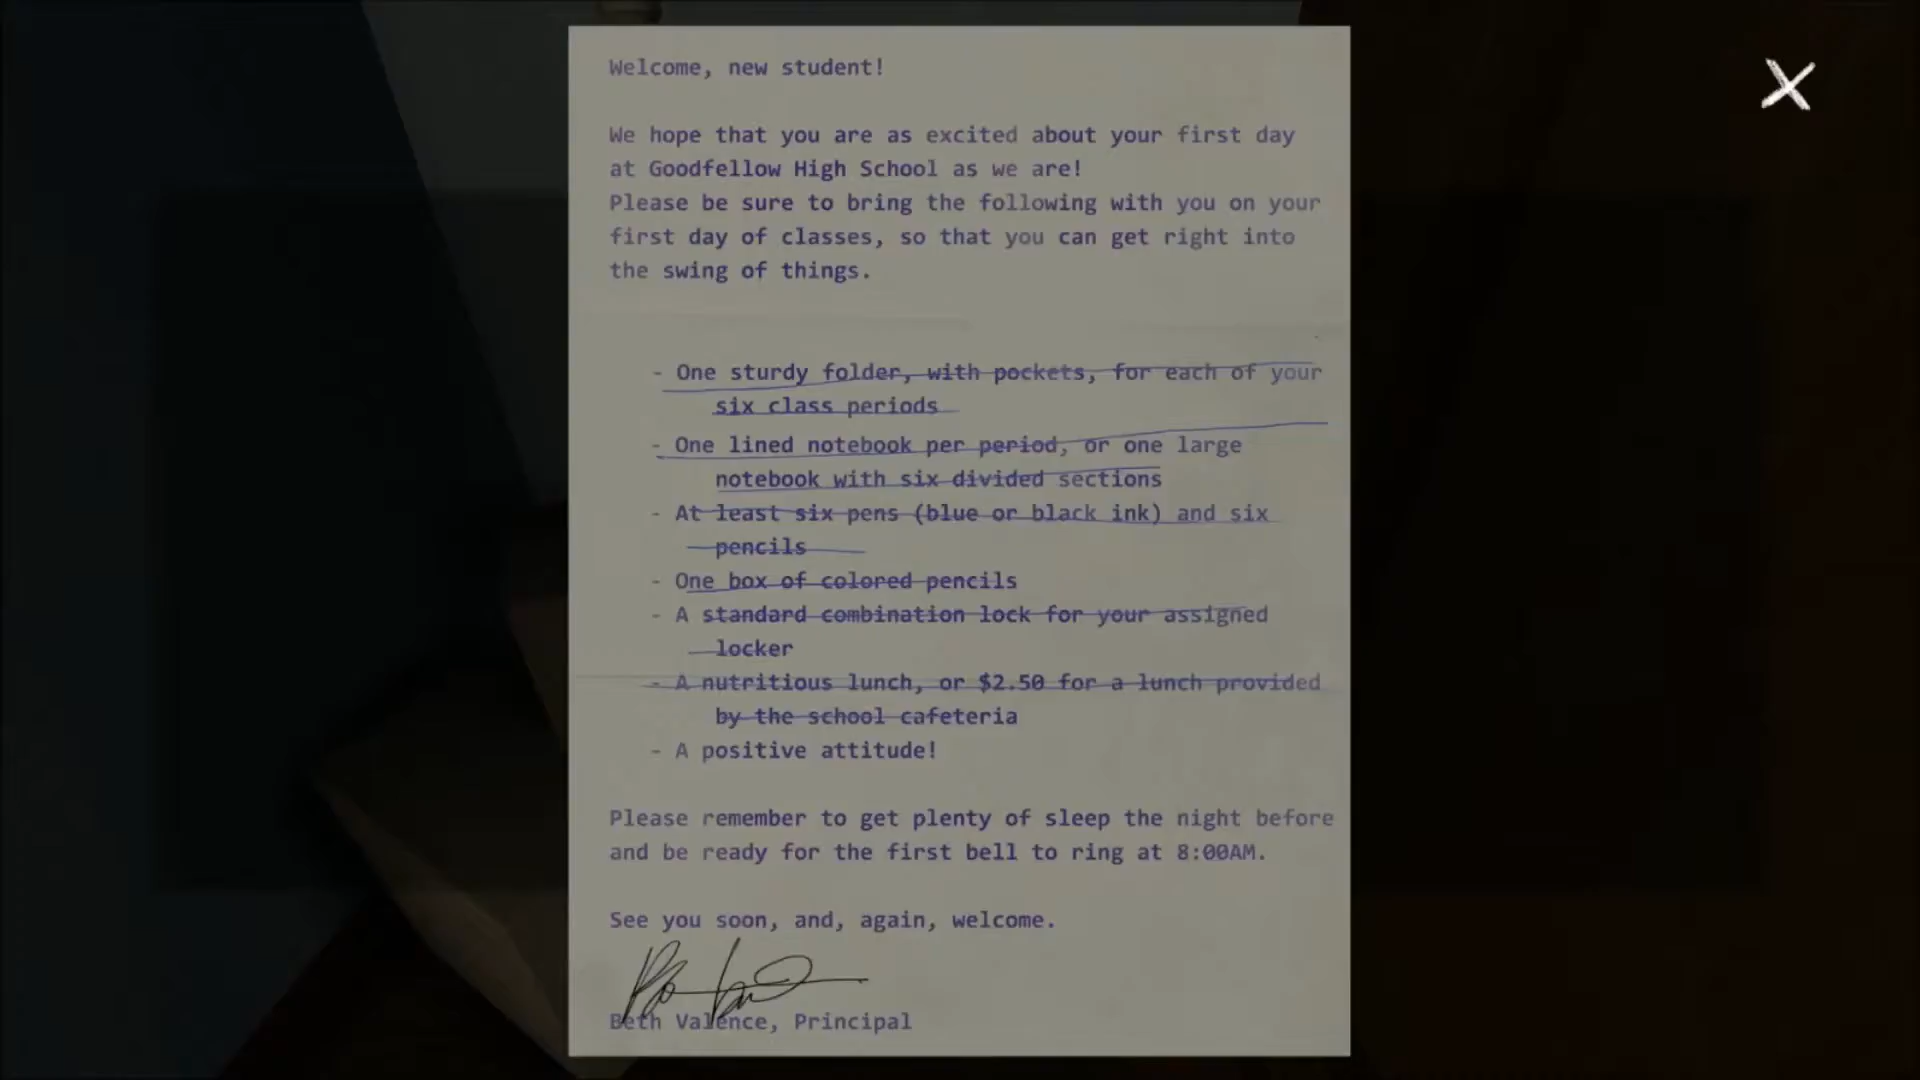 Welcome, new student!
We hope that you are as excited about your first day
at Goodfellow High School as we are!
Please be sure to bring the following with you on your
first day of classes, so that you can get right into
the swing of things.
- One sturdy folder, with pockets, for each of your
six class periods
- One lined notebook per period, or one large
notebook with six divided sections
- At least six pens (blue or black ink) and six
pencils
- One box of colored pencils
- A standard combination lock for your assigned
locker
- A nutritious lunch, or $2.50 for a lunch provided
by the school cafeteria
- A positive attitude!
Please remember to get plenty of sleep the night before
and be ready for the first bell to ring at 8:00AM.
See you soon, and, again, welcome.
Beth Valence, Principal